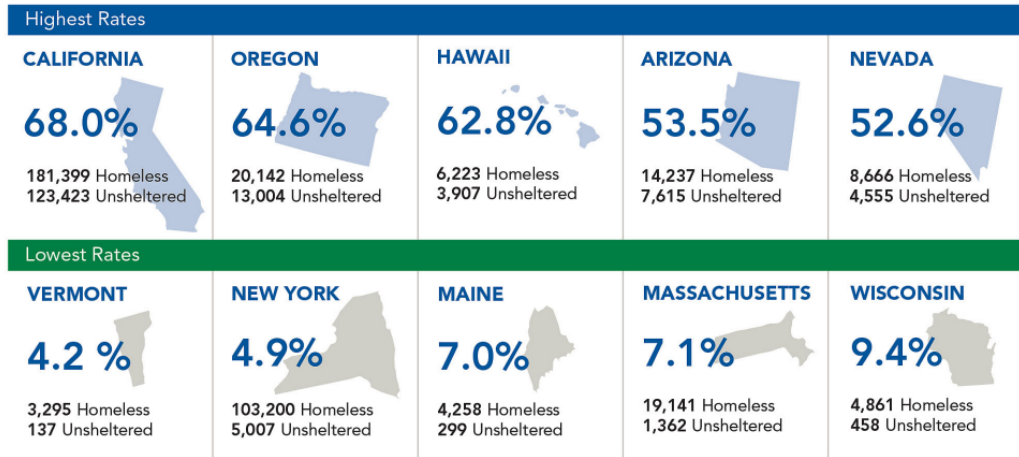 Highest Rates
CALIFORNIA
68.0%
181,399 Homeless
123,423 Unsheltered
OREGON
64.6%
20,142 Homeless
13,004 Unsheltered
HAWAII
62.8%
6,223 Homeless
3,907 Unsheltered
ARIZONA
53.5%
14,237 Homeless
7,615 Unsheltered
NEVADA
52.6%
8,666 Homeless
4,555 Unsheltered
Lowest Rates
VERMONT
4.2 %
3,295 Homeless
137 Unsheltered
NEW YORK
4.9%
103,200 Homeless
5,007 Unsheltered
MAINE
7.0%
4,258 Homeless
299 Unsheltered
MASSACHUSETTS
7.1%
19,141 Homeless
1,362 Unsheltered
WISCONSIN
9.4%
4,861 Homeless
458 Unsheltered